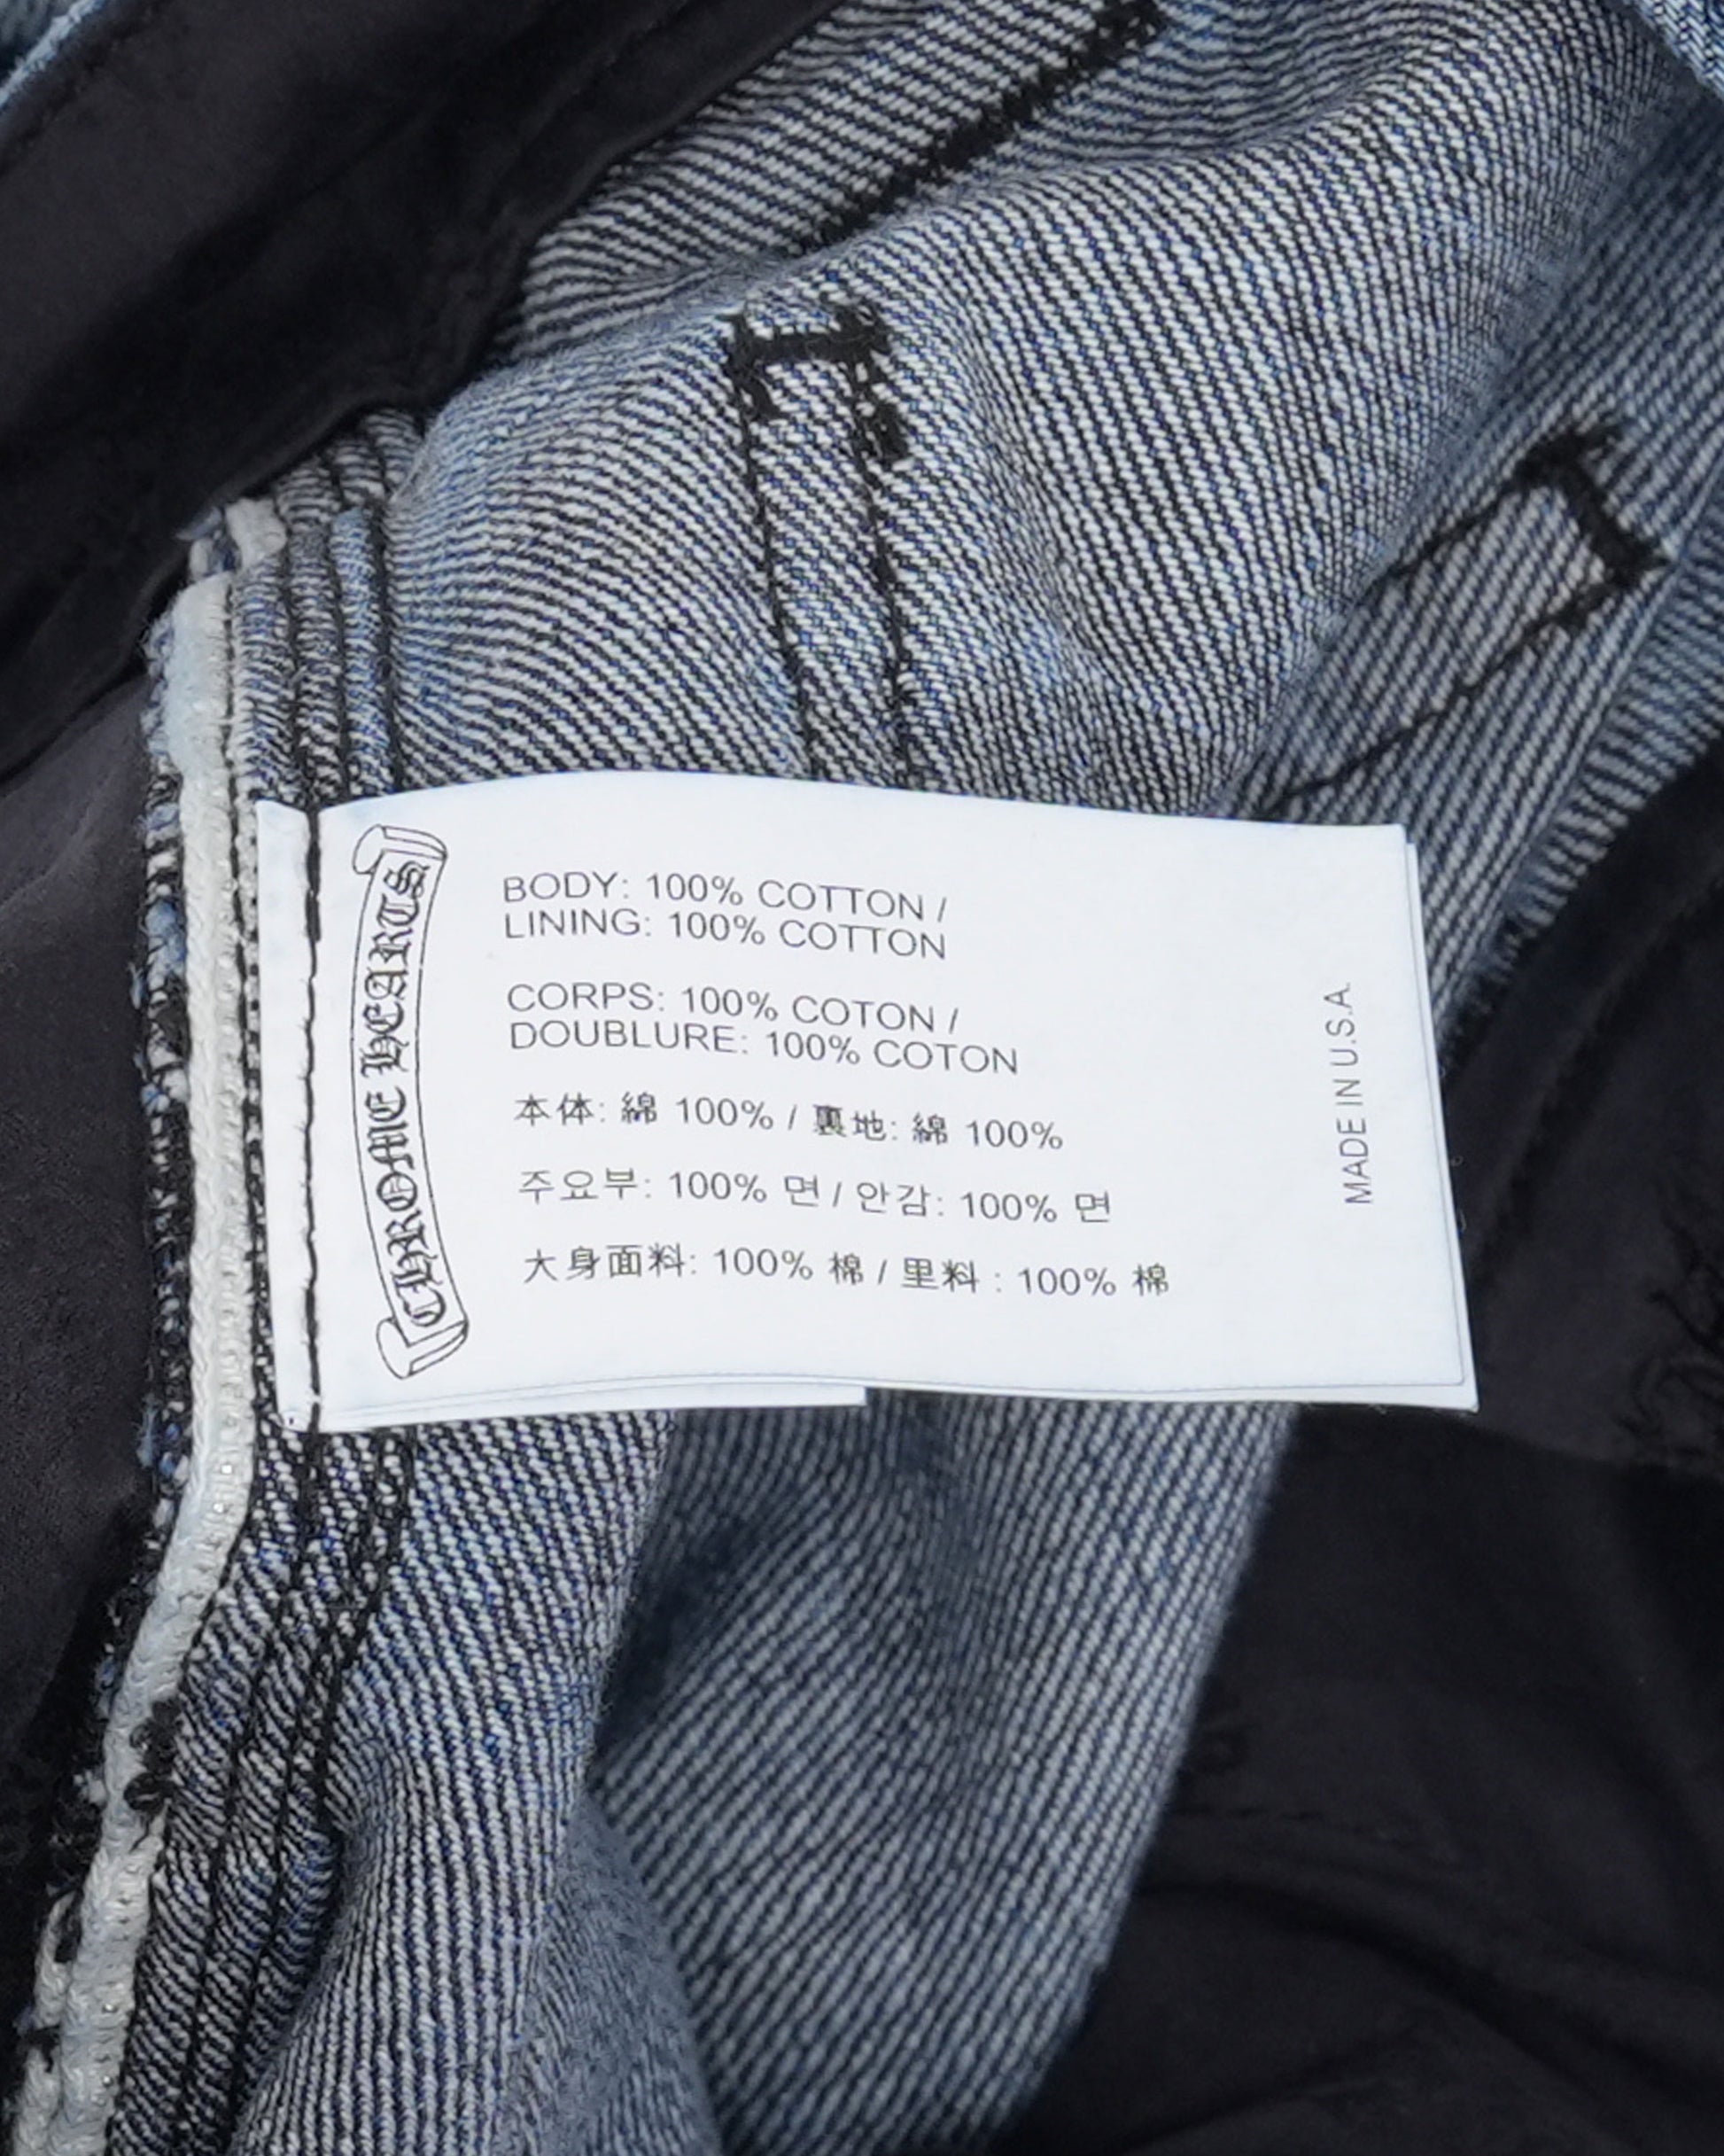 CHROME HEARTS
BODY: 100% COTTON /
LINING: 100% COTTON
CORPS: 100% COTON /
DOUBLURE: 100% COTON
本体: 綿 100% / 裏地: 綿 100%
주요부: 100% 면 / 안감: 100% 면
大身面料: 100% 棉 / 里料 : 100% 棉
MADE IN U.S.A.